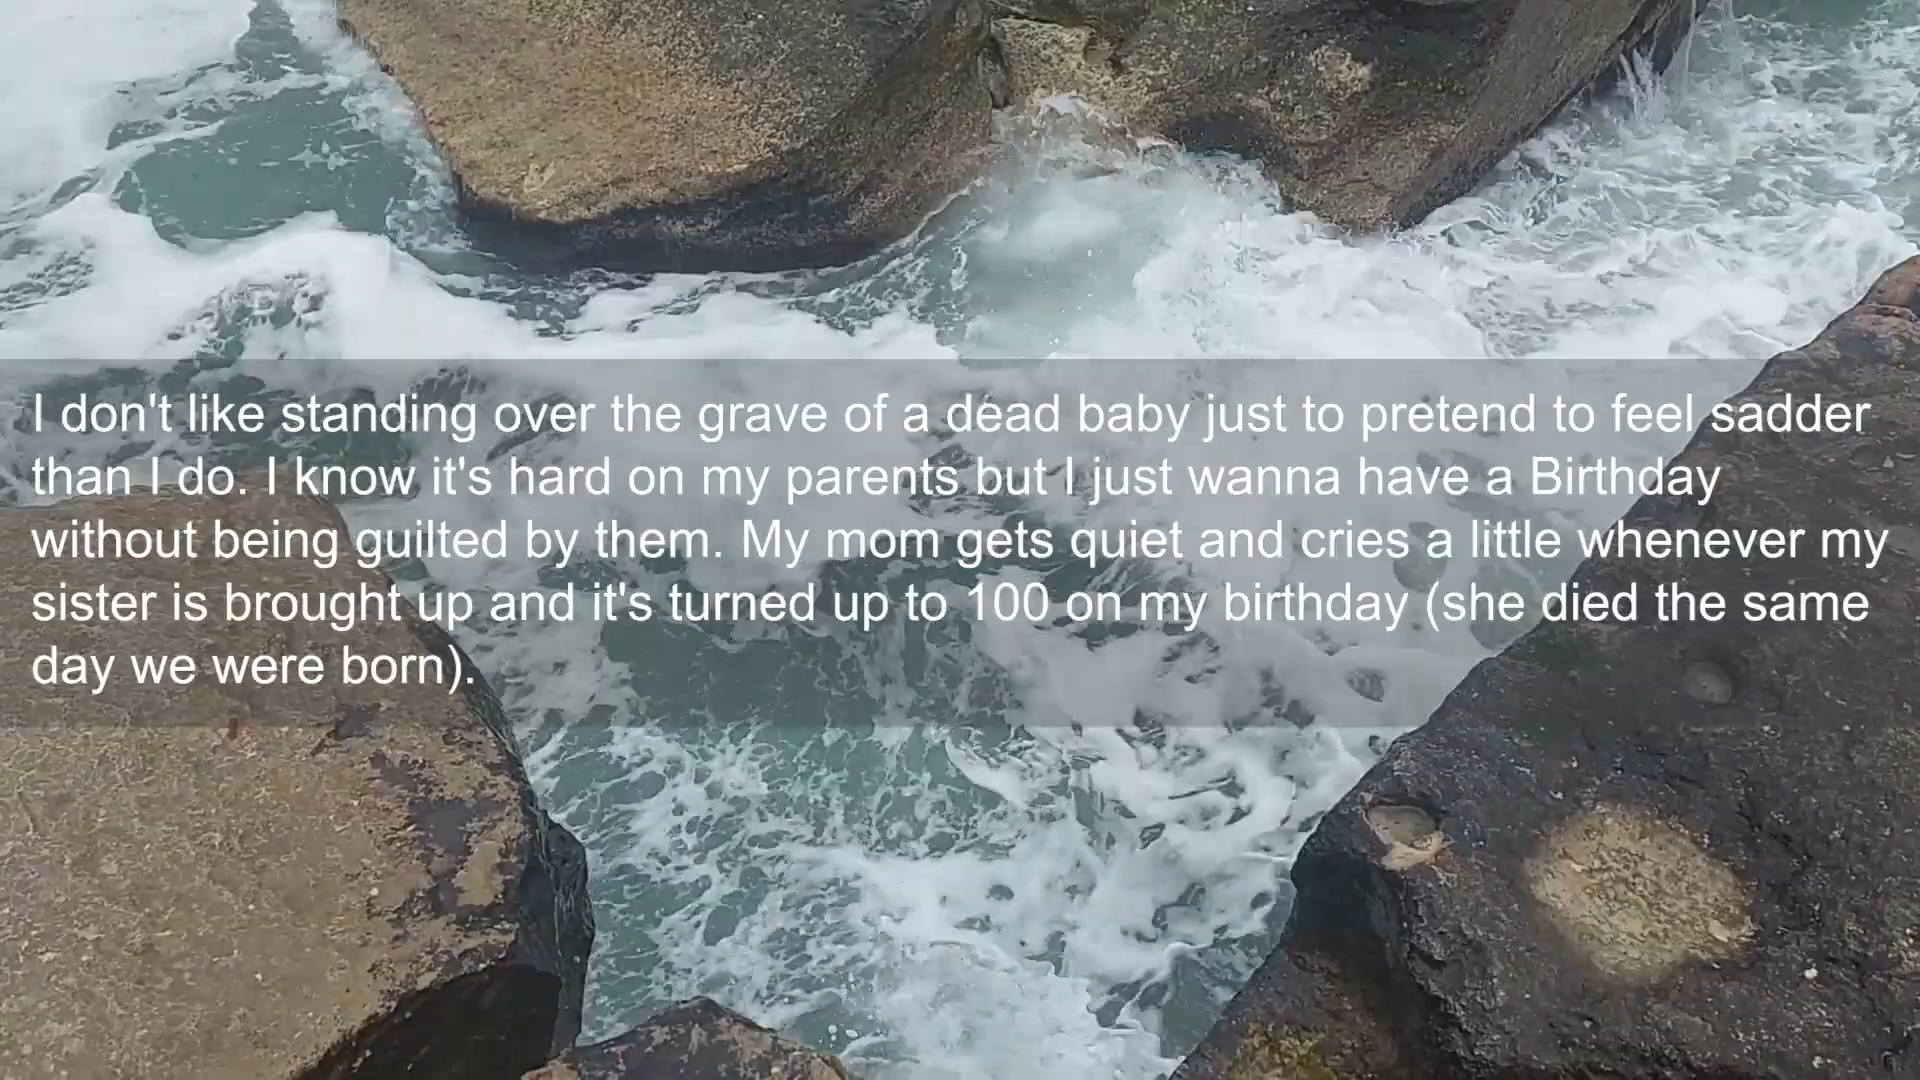 I don't like standing over the grave of a dead baby just to pretend to feel sadder
than I do. I know it's hard on my parents but I just wanna have a Birthday
without being guilted by them. My mom gets quiet and cries a little whenever my
sister is brought up and it's turned up to 100 on my birthday (she died the same
day we were born).